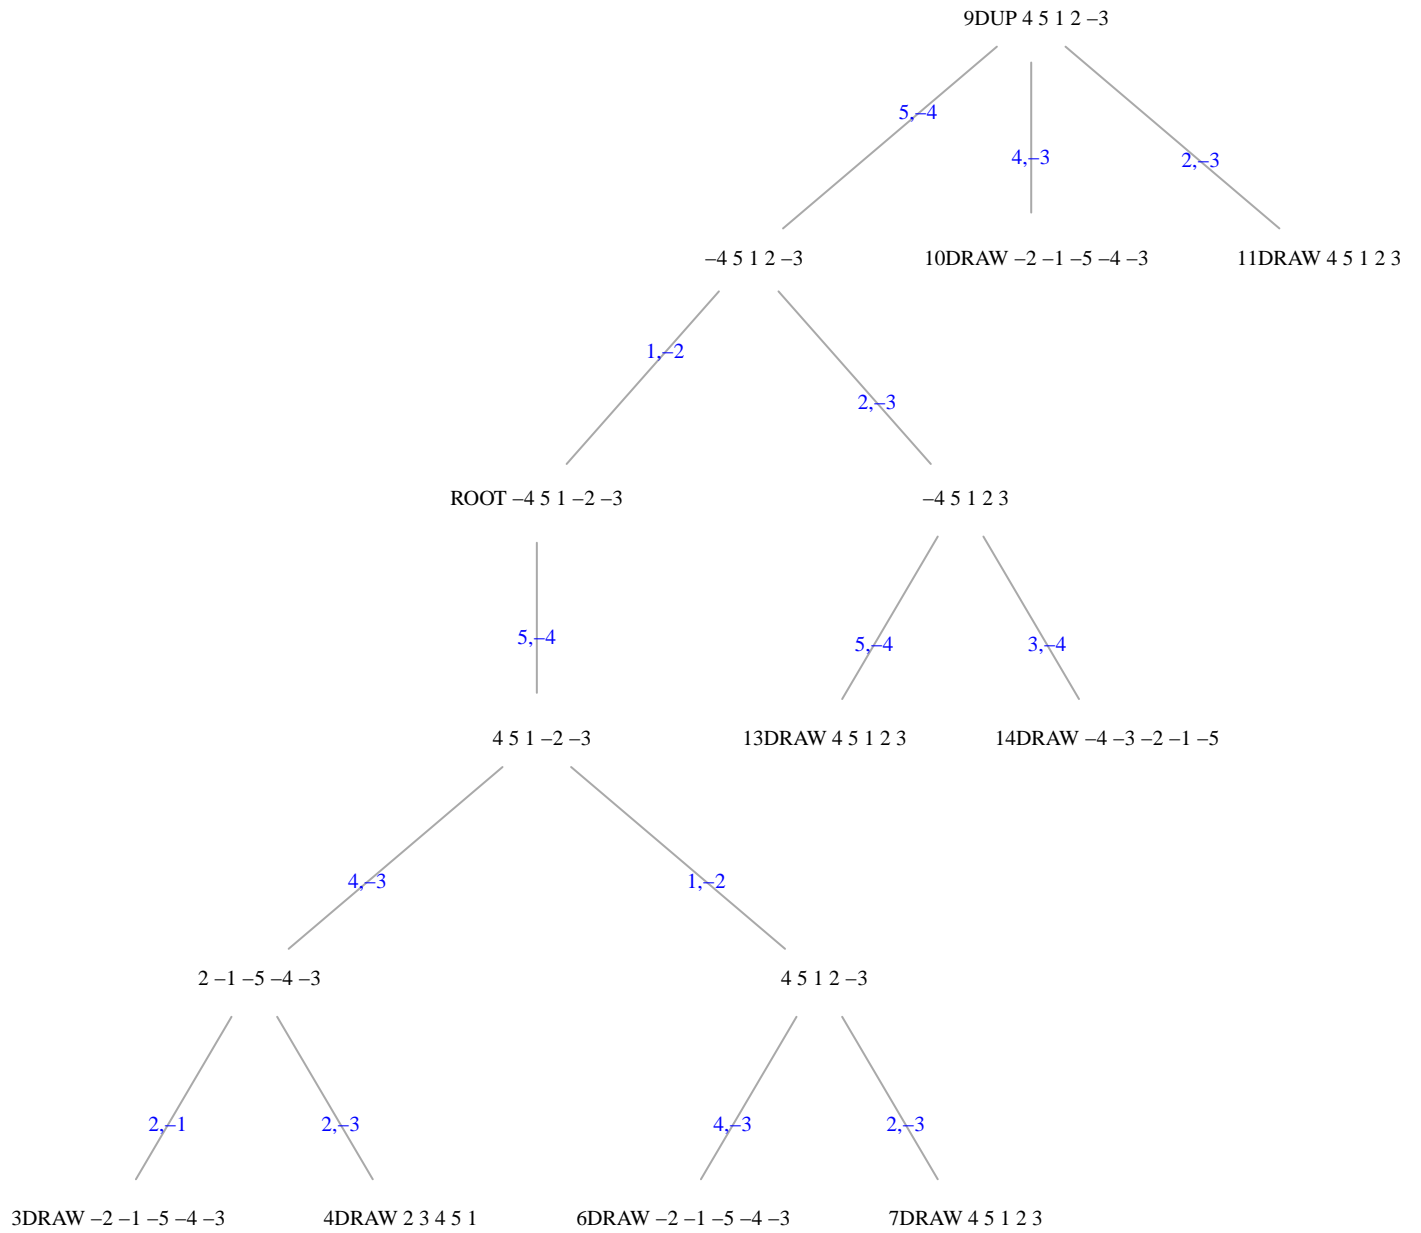 9DUP 4 5 1 2 –3
5,–4
4,–3
2,–3
–4 5 1 2 –3
10DRAW –2 –1 –5 –4 –3
11DRAW 4 5 1 2 3
1,–2
2,–3
ROOT –4 5 1 –2 –3
–4 5 1 2 3
5,–4
5,–4
3,–4
4 5 1 –2 –3
13DRAW 4 5 1 2 3
14DRAW –4 –3 –2 –1 –5
4,–3
1,–2
2 –1 –5 –4 –3
4 5 1 2 –3
2,–1
2,–3
4,–3
2,–3
3DRAW –2 –1 –5 –4 –3
4DRAW 2 3 4 5 1
6DRAW –2 –1 –5 –4 –3
7DRAW 4 5 1 2 3